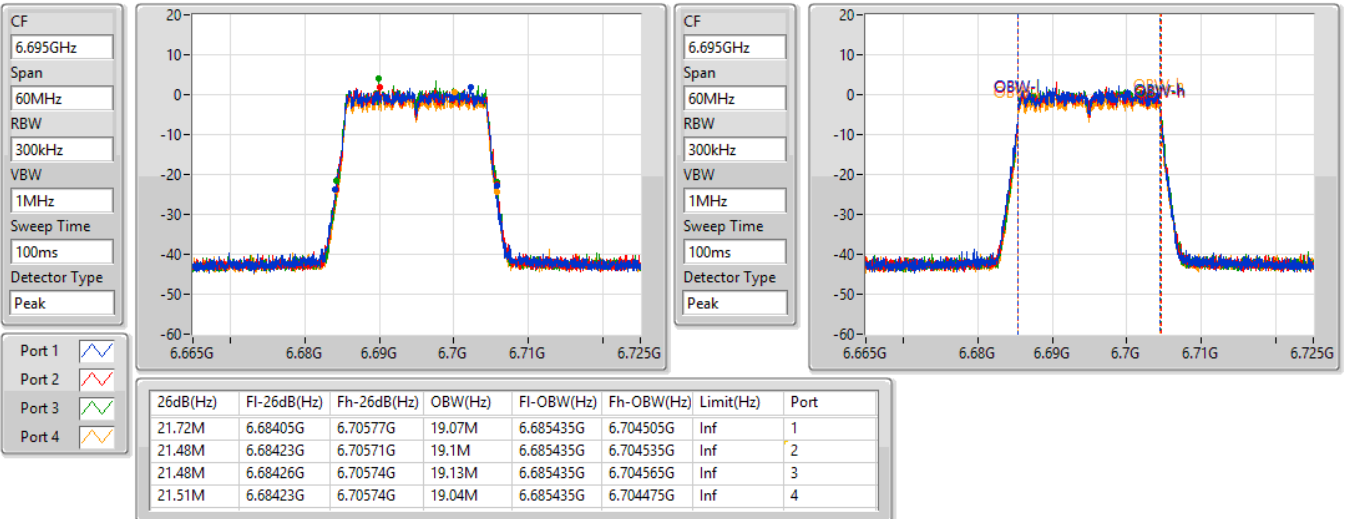 CF
6.695GHz
Span
60MHz
RBW
300kHz
VBW
1MHz
Sweep Time
100ms
Detector Type
Peak
20
10
0
-10
-20
-30
-40
-50
-60
6.665G 6.68G 6.69G 6.7G 6.71G 6.725G
CF
6.695GHz
Span
60MHz
RBW
300kHz
VBW
1MHz
Sweep Time
100ms
Detector Type
Peak
20
10
0
-10
-20
-30
-40
-50
-60
OBW-l OBW-h
6.665G 6.68G 6.69G 6.7G 6.71G 6.725G
Port 1
Port 2
Port 3
Port 4
26dB(Hz) Fl-26dB(Hz) Fh-26dB(Hz) OBW(Hz) Fl-OBW(Hz) Fh-OBW(Hz) Limit(Hz) Port
21.72M 6.68405G 6.70577G 19.07M 6.685435G 6.704505G Inf 1
21.48M 6.68423G 6.70571G 19.1M 6.685435G 6.704535G Inf 2
21.48M 6.68426G 6.70574G 19.13M 6.685435G 6.704565G Inf 3
21.51M 6.68423G 6.70574G 19.04M 6.685435G 6.704475G Inf 4